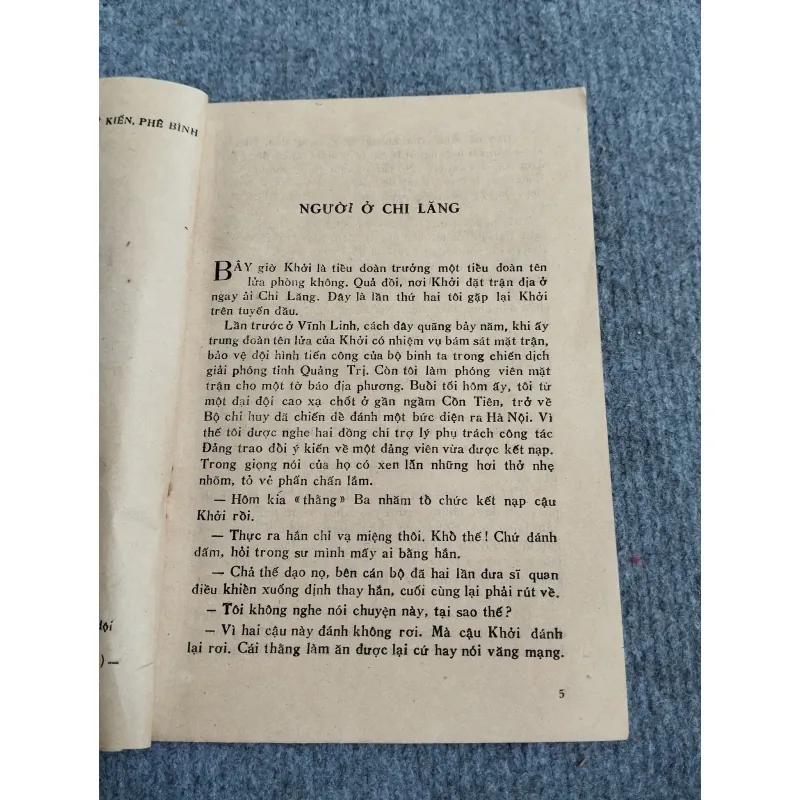 KIẾN, PHÊ BÌNH
NGƯỜI Ở CHI LĂNG
BÂY giờ Khởi là tiểu đoàn trưởng một tiểu đoàn tên
lửa phòng không. Quả đồi, nơi Khởi đặt trận địa ở
ngay ải Chi Lăng. Đây là lần thứ hai tôi gặp lại Khởi
trên tuyến đầu.
Lần trước ở Vĩnh Linh, cách đây quãng bảy năm, khi ấy
trung đoàn tên lửa của Khởi có nhiệm vụ bám sát mặt trận,
bảo vệ đội hình tiến công của bộ binh ta trong chiến dịch
giải phóng tỉnh Quảng Trị. Còn tôi làm phóng viên mặt
trận cho một tờ báo địa phương. Buổi tối hôm ấy, tôi từ
một đại đội cao xạ chốt ở gần ngầm Cồn Tiên, trở về
Bộ chỉ huy dã chiến để đánh một bức điện ra Hà Nội. Vì
thế tôi được nghe hai đồng chí trợ lý phụ trách công tác
Đảng trao đổi ý kiến về một đảng viên vừa được kết nạp.
Trong giọng nói của họ có xen lẫn những hơi thở nhẹ
nhõm, tỏ vẻ phấn chấn lắm.
— Hôm kía «thằng» Ba nhăm tổ chức kết nạp cậu
Khởi rồi.
— Thực ra hắn chỉ vạ miệng thôi. Khổ thế! Chứ đánh
đấm, hỏi trong sư mình mấy ai bằng hắn.
— Chả thế dạo nọ, bên cán bộ đã hai lần đưa sĩ quan
điều khiển xuống định thay hắn, cuối cùng lại phải rút về.
— Tôi không nghe nói chuyện này, tại sao thế?
— Vì hai cậu này đánh không rơi. Mà cậu Khởi đánh
lại rơi. Cái thằng làm ăn được lại cứ hay nói văng mạng.
5
)—